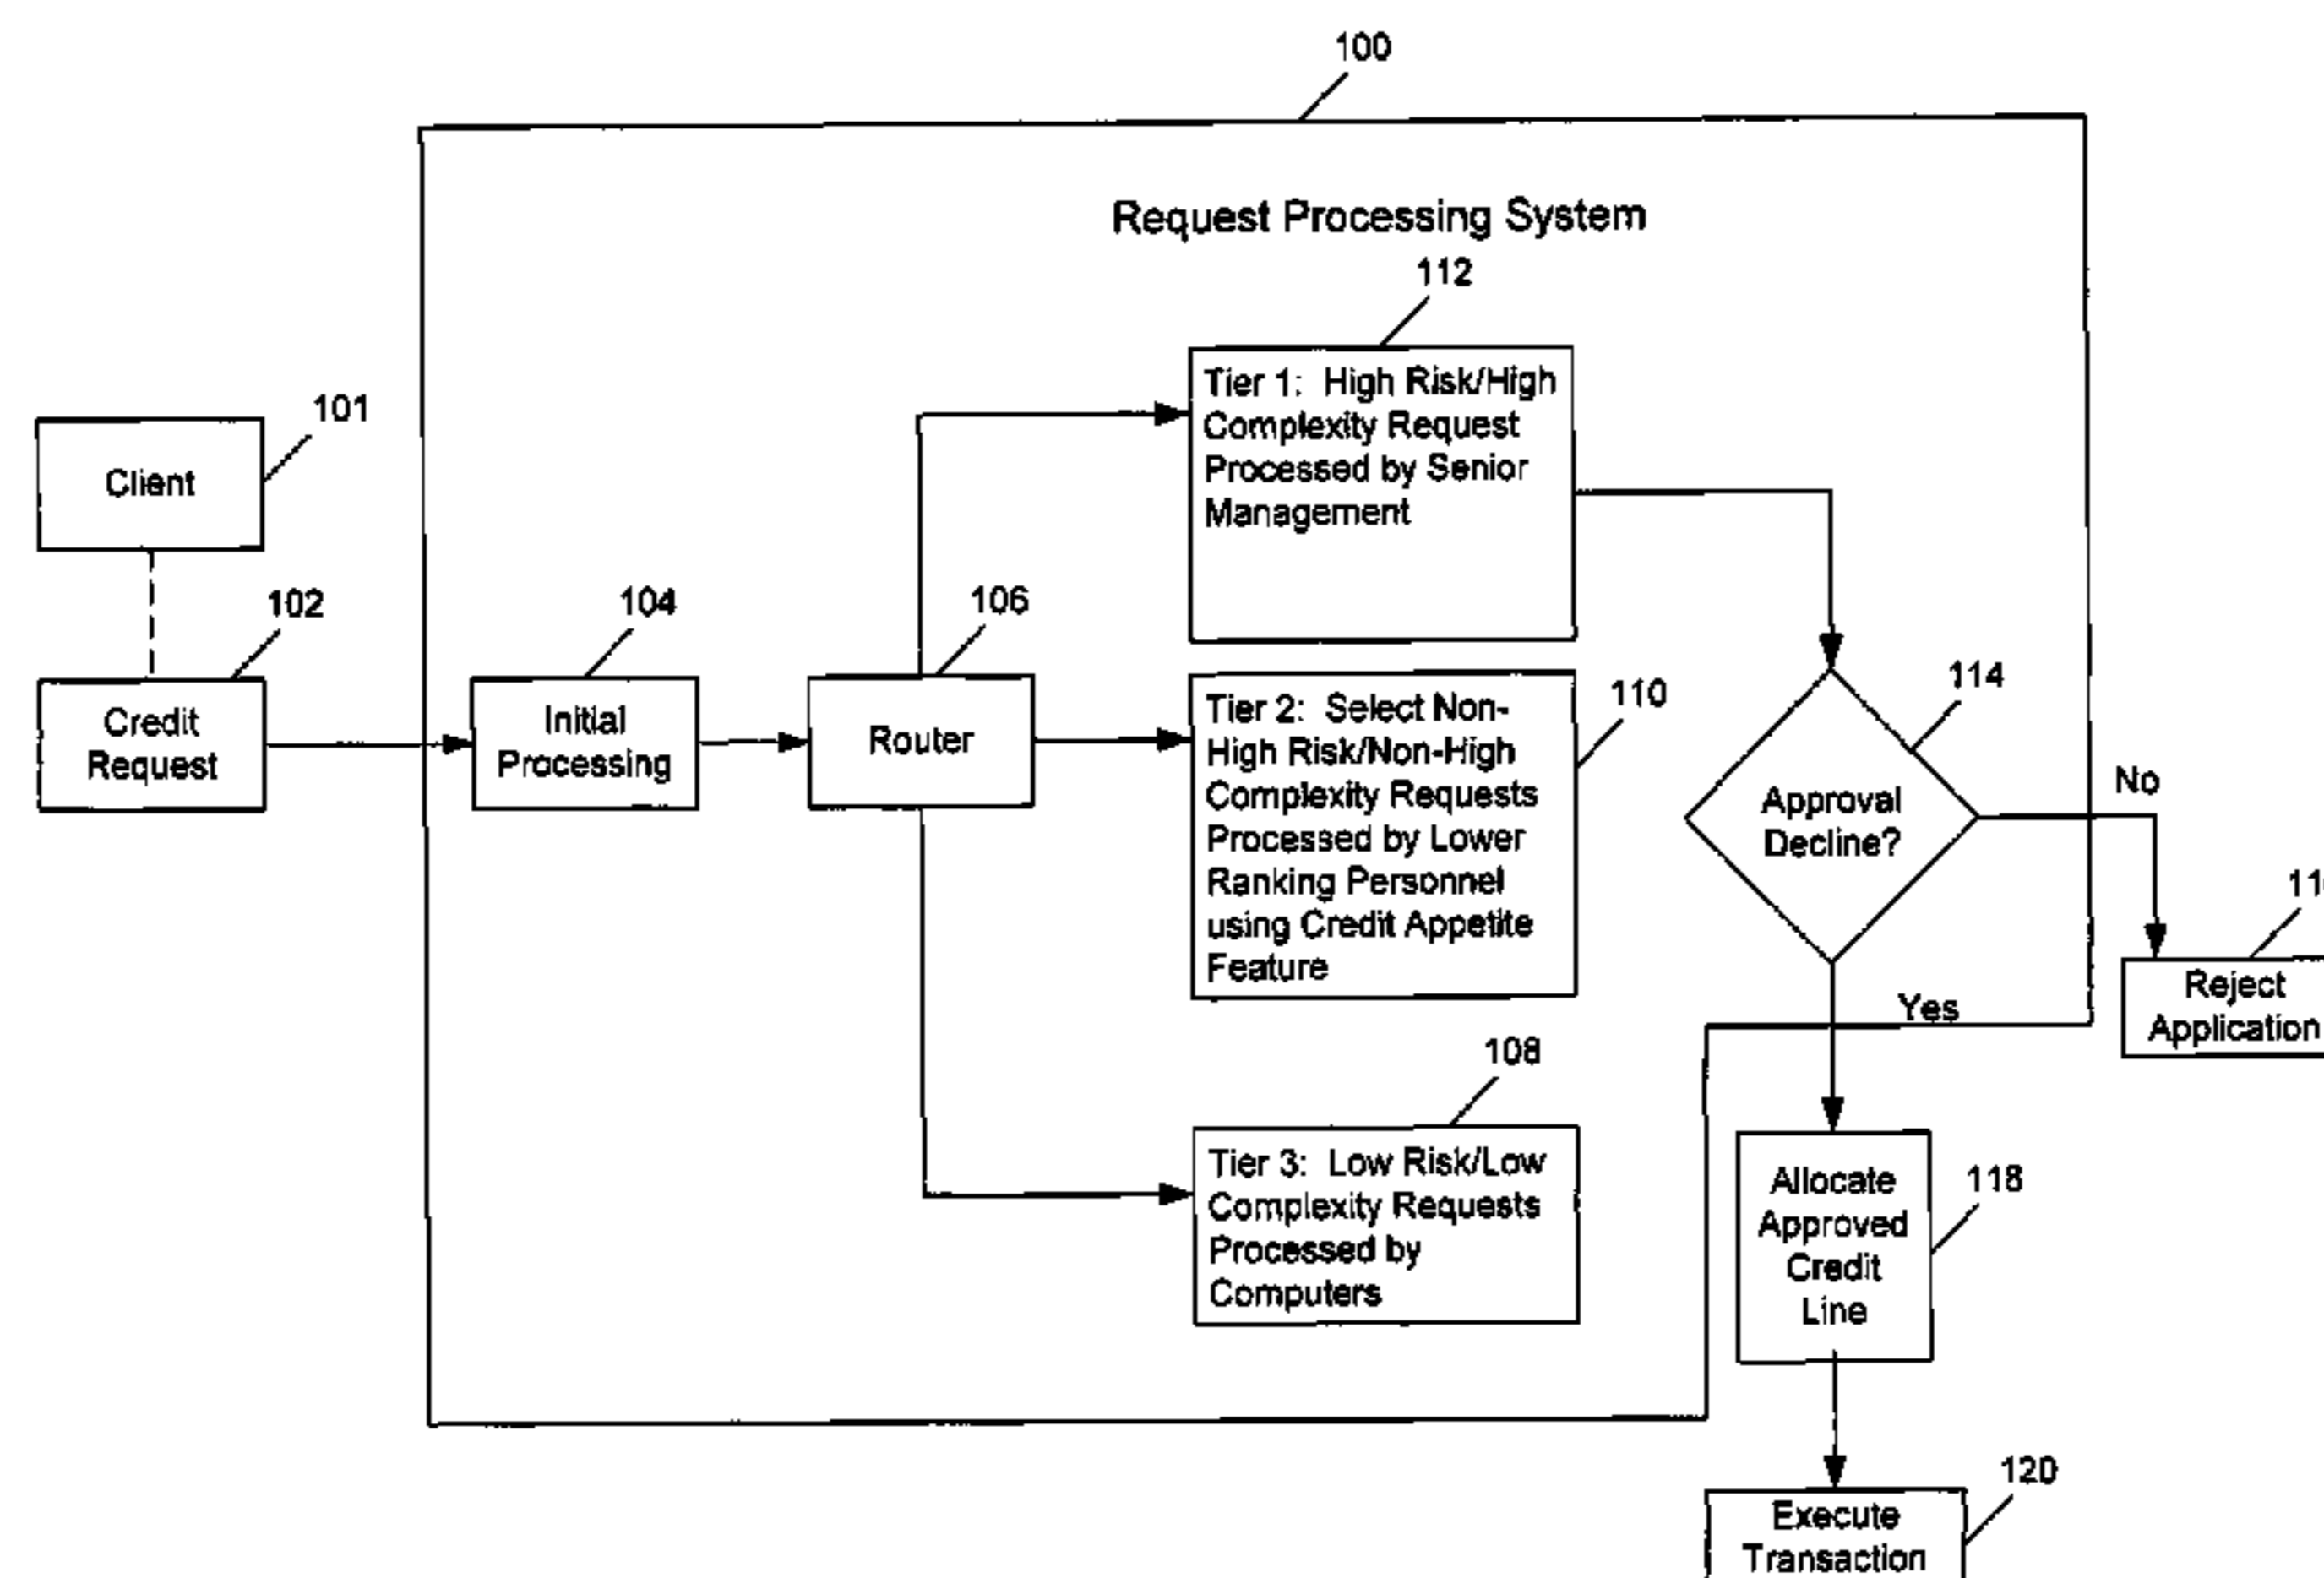 100
Request Processing System
112
Tier 1: High Risk/High
Complexity Request
Processed by Senior
Management
101
Client
102
Credit
Request
104
Initial
Processing
106
Router
110
Tier 2: Select Non-
High Risk/Non-High
Complexity Requests
Processed by Lower
Ranking Personnel
using Credit Appetite
Feature
114
Approval
Decline?
No
Reject
Application
Yes
108
Tier 3: Low Risk/Low
Complexity Requests
Processed by
Computers
118
Allocate
Approved
Credit
Line
120
Execute
Transaction